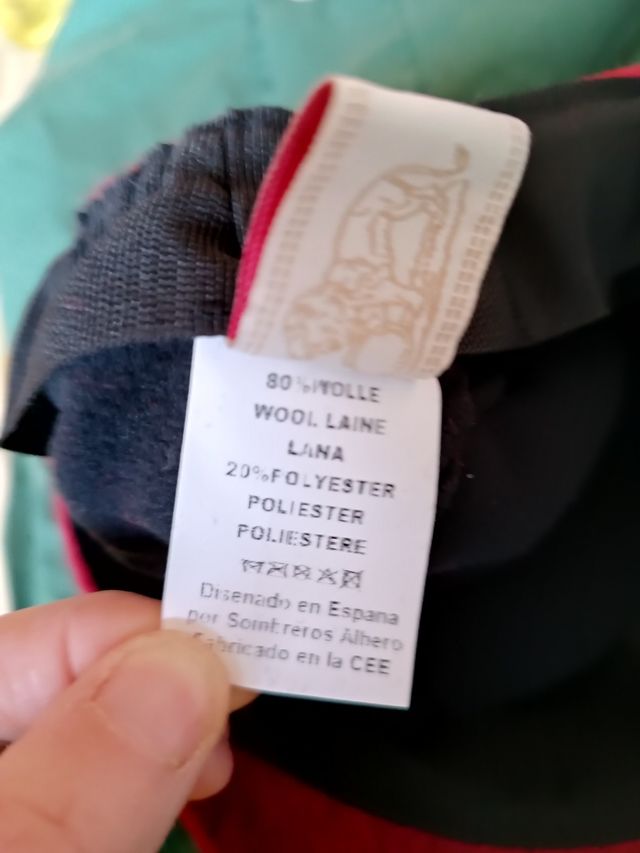 80% WOLLE
WOOL LAINE
LANA
20%POLYESTER
POLIESTER
POLIESTERE
Disenado en Espana
por Sombreros Albero
Fabricado en la CEE